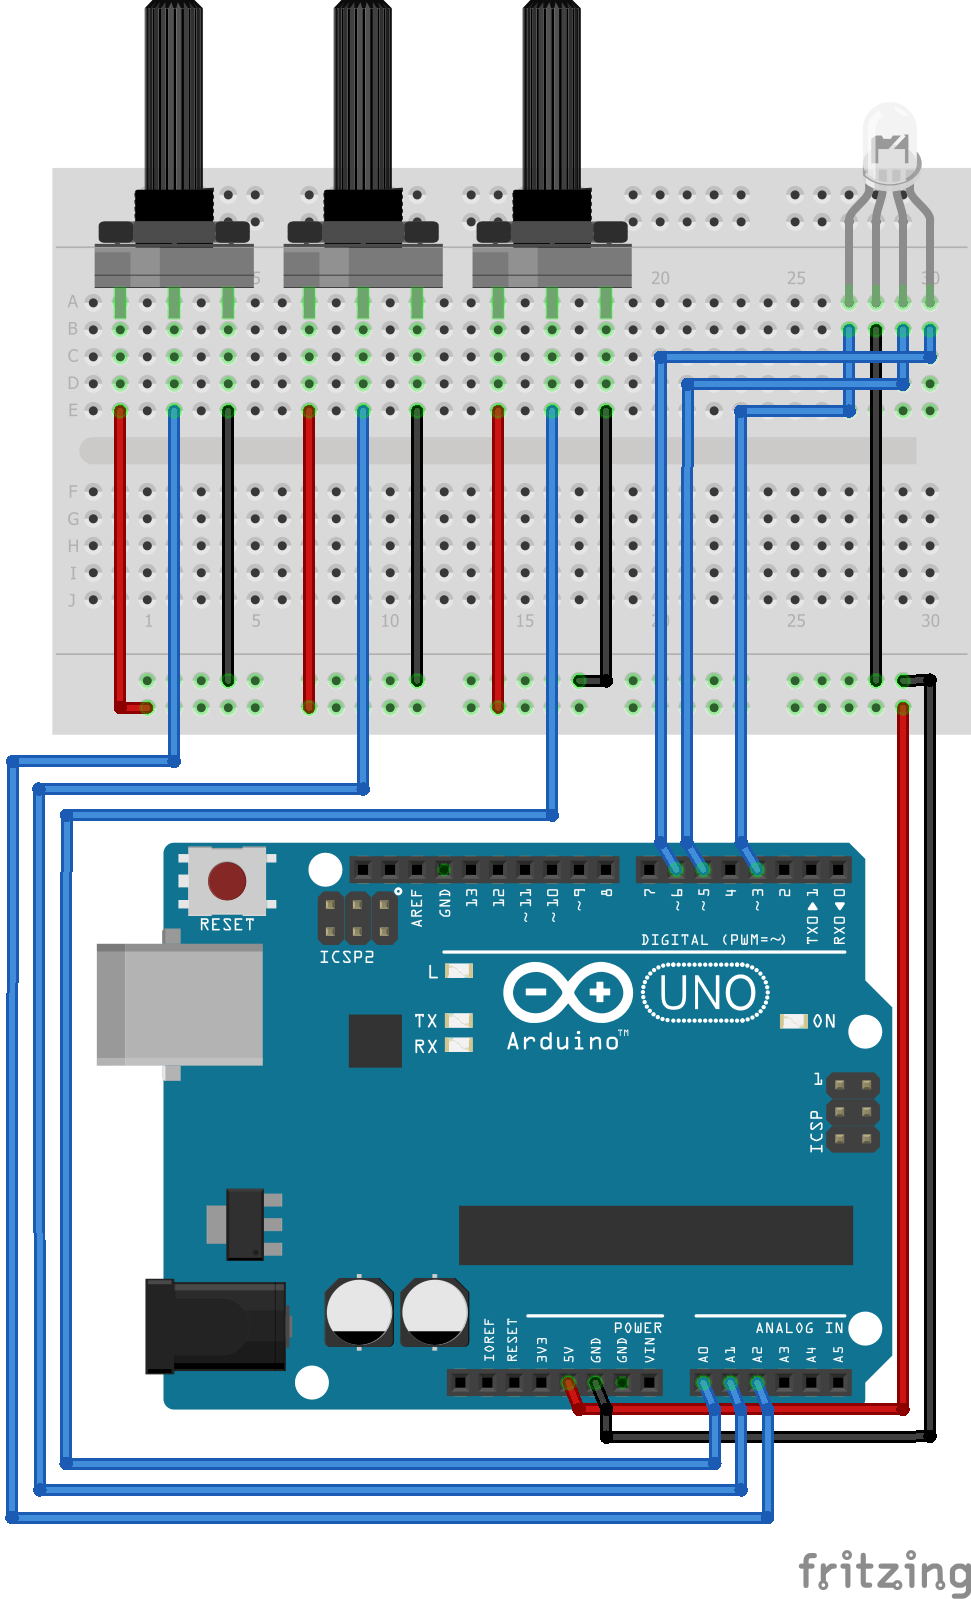 5 20 25 30
A
B
C
D
E
F
G
H
I
J
1 5 10 15 20 25 30
RESET
ICSP2
AREF
GND
13
12
~11
~10
~9
8
7
~6
~5
4
~3
2
TXO▶1
RXO◀0
DIGITAL (PWM=~)
L
TX
RX
Arduino™
UNO
ON
1
ICSP
IOREF
RESET
3V3
5V
GND
GND
VIN
POWER
ANALOG IN
A0
A1
A2
A3
A4
A5
fritzing